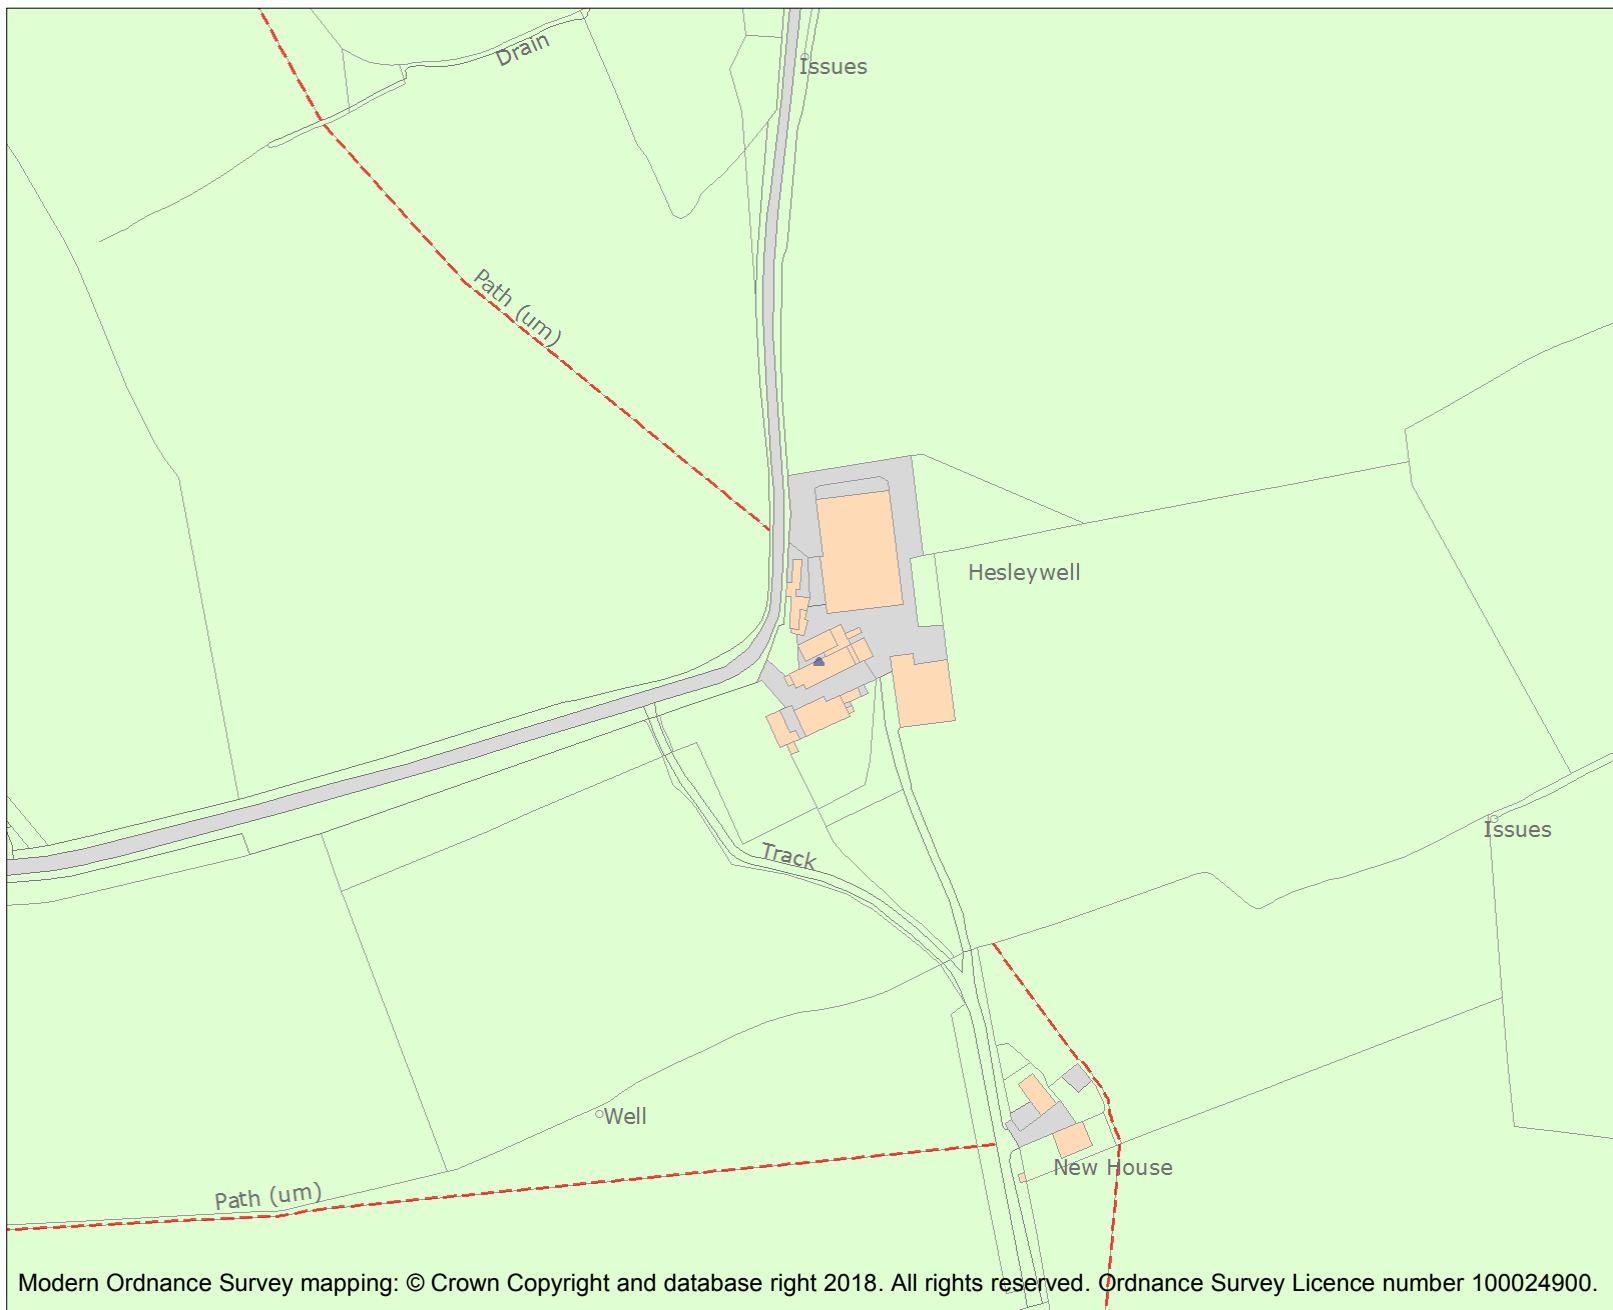 Drain
Issues
Path (um)
Hesleywell
Issues
Track
Well
New House
Path (um)
Modern Ordnance Survey mapping: © Crown Copyright and database right 2018. All rights reserved. Ordnance Survey Licence number 100024900.